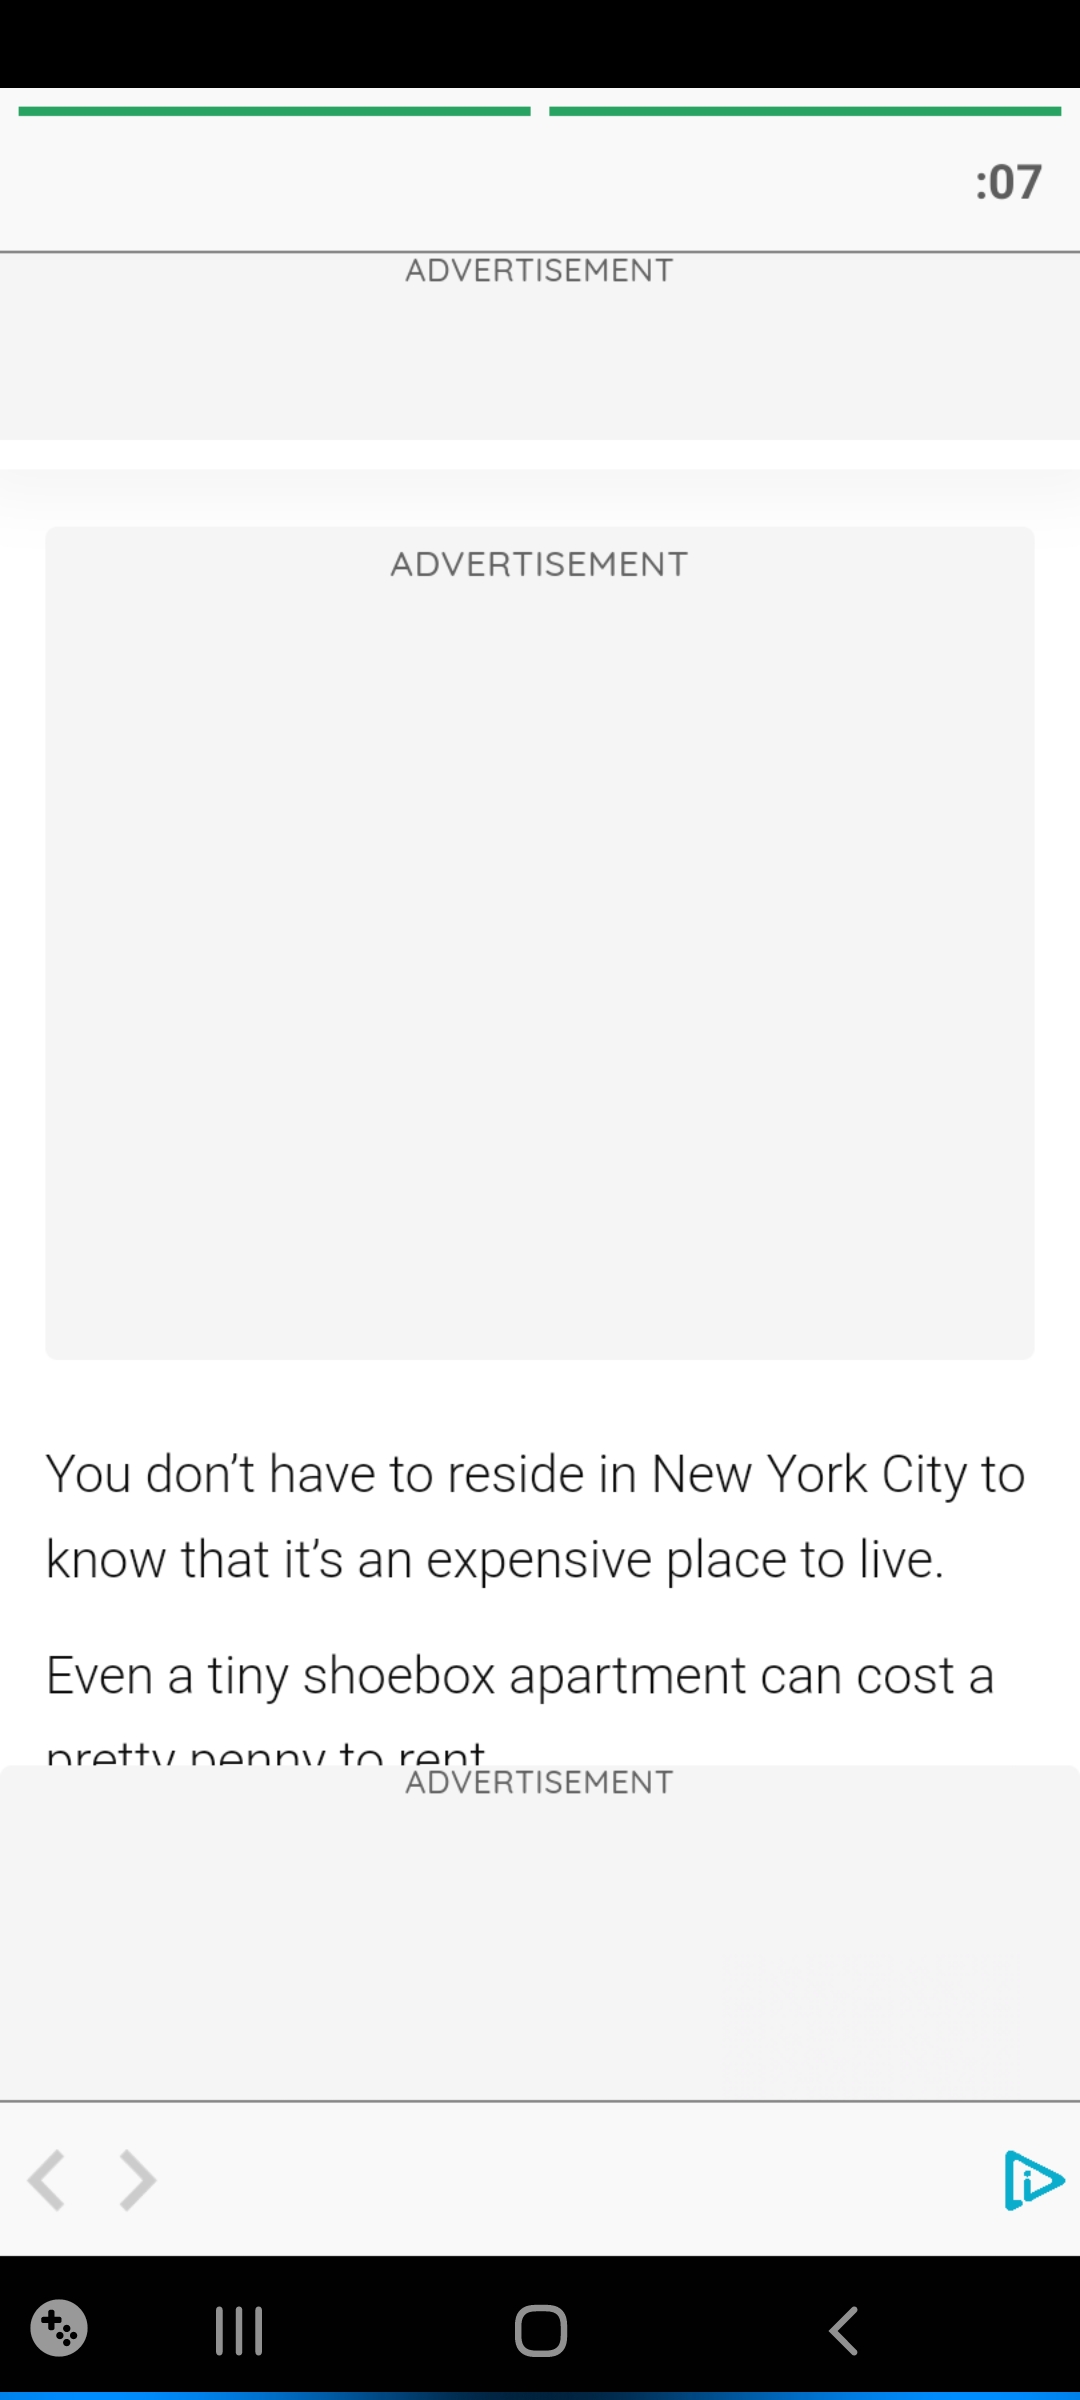 :07
ADVERTISEMENT
ADVERTISEMENT
You don’t have to reside in New York City to
know that it’s an expensive place to live.
Even a tiny shoebox apartment can cost a
pretty penny to rent
ADVERTISEMENT